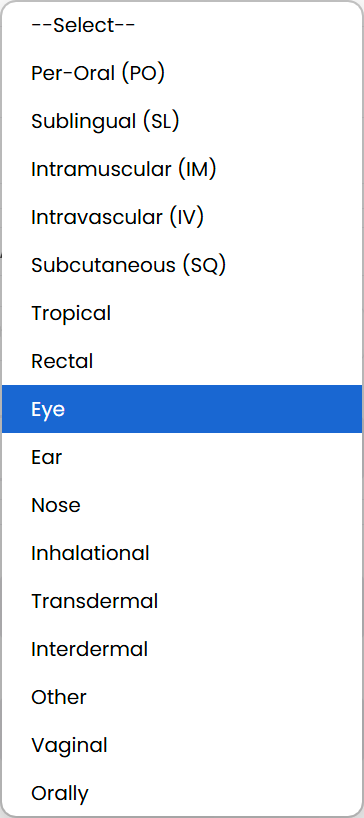 --Select--
Per-Oral (PO)
Sublingual (SL)
Intramuscular (IM)
Intravascular (IV)
Subcutaneous (SQ)
Tropical
Rectal
Eye
Ear
Nose
Inhalational
Transdermal
Interdermal
Other
Vaginal
Orally